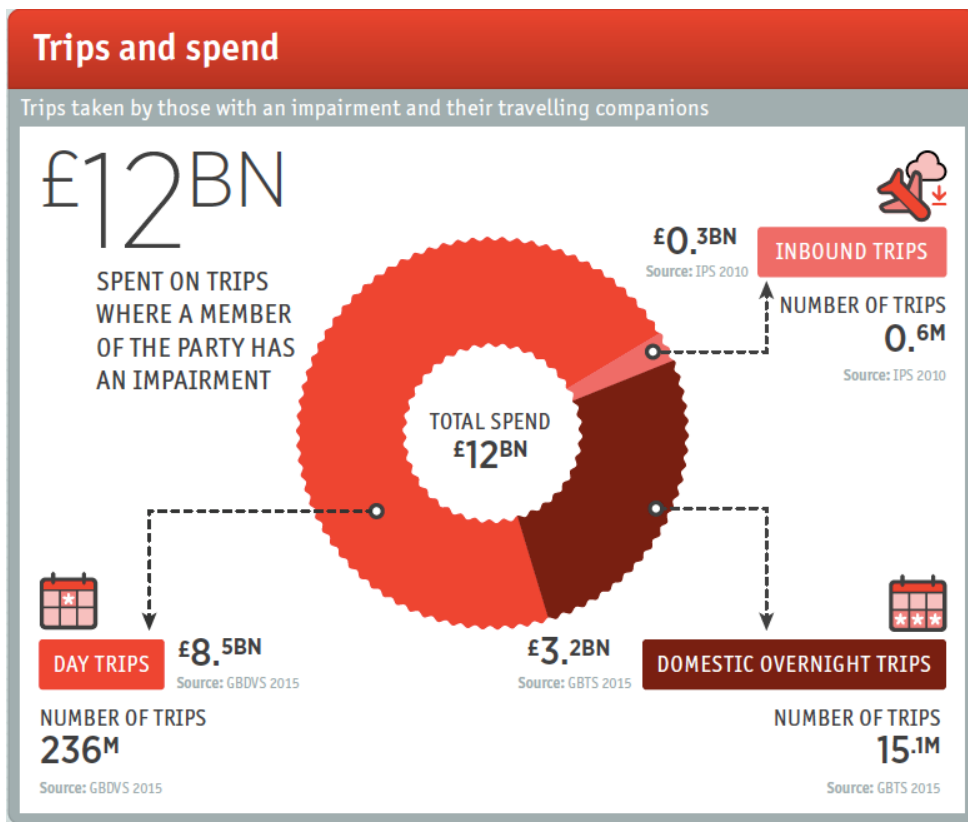 Trips and spend
Trips taken by those with an impairment and their travelling companions
£12BN
SPENT ON TRIPS
WHERE A MEMBER
OF THE PARTY HAS
AN IMPAIRMENT
£0.3BN
Source: IPS 2010
INBOUND TRIPS
NUMBER OF TRIPS
0.6M
Source: IPS 2010
TOTAL SPEND
£12BN
DAY TRIPS
£8.5BN
Source: GBDVS 2015
NUMBER OF TRIPS
236M
Source: GBDVS 2015
£3.2BN
Source: GBTS 2015
DOMESTIC OVERNIGHT TRIPS
NUMBER OF TRIPS
15.1M
Source: GBTS 2015